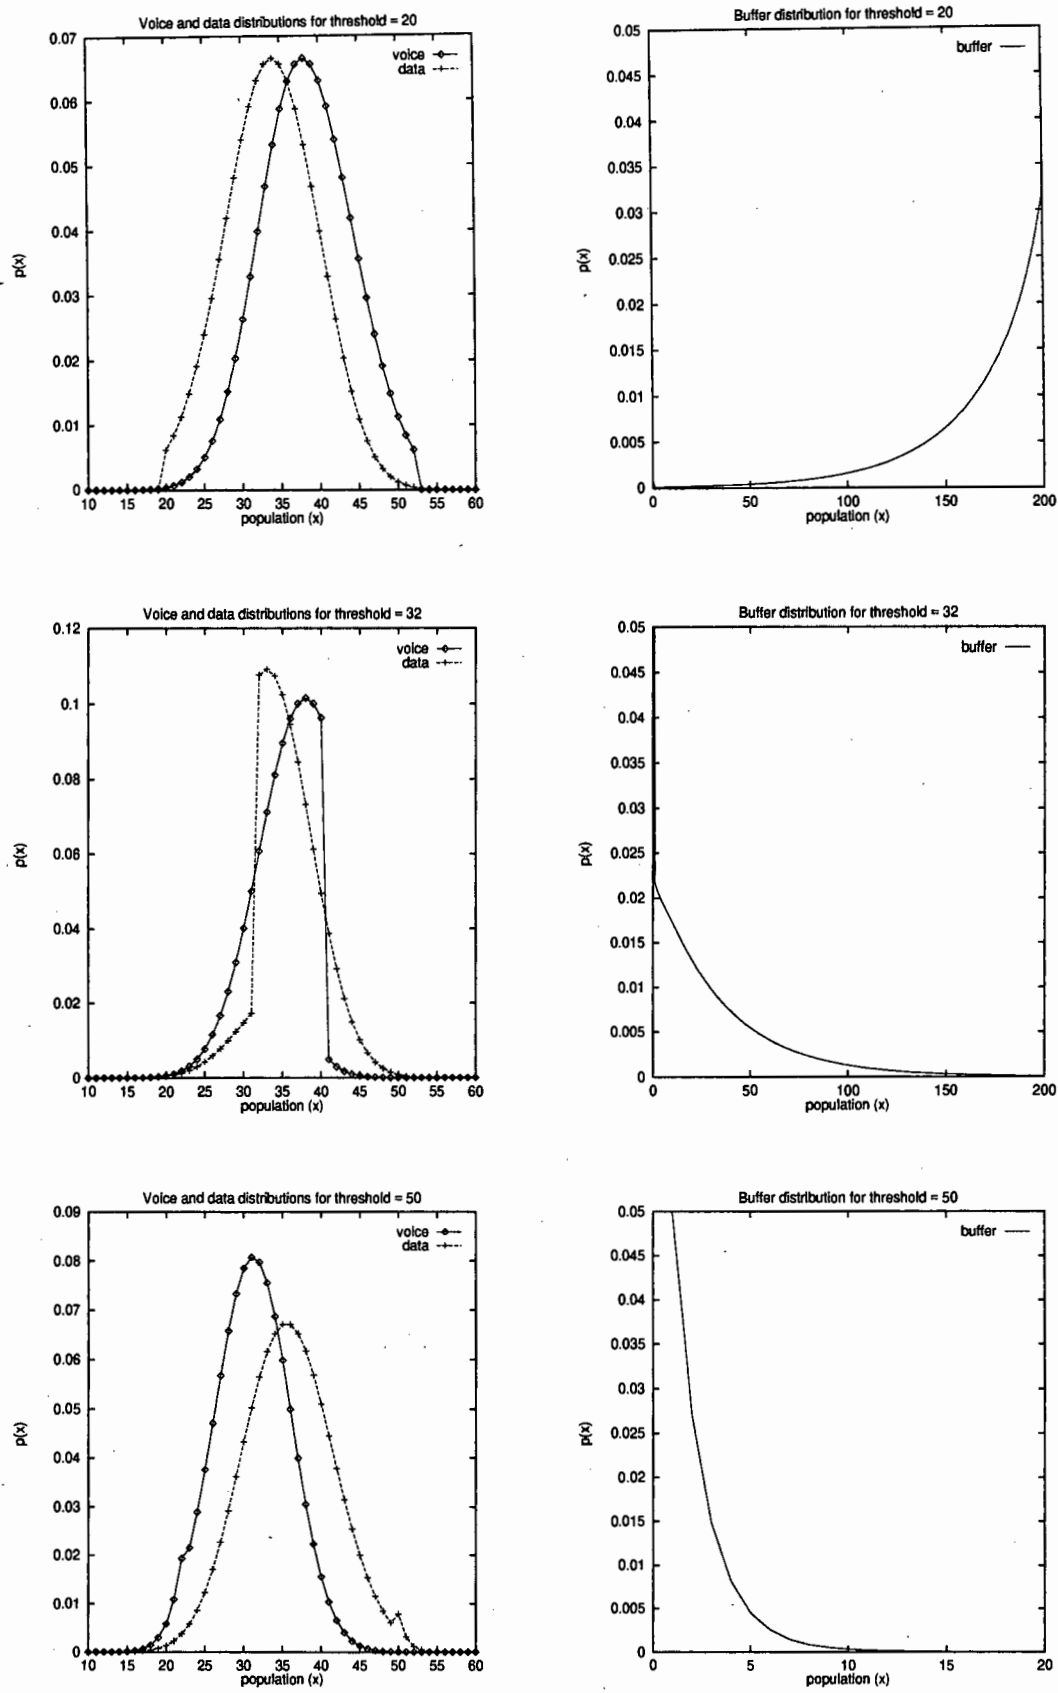 Voice and data distributions for threshold = 20
0.07
0.06
0.05
0.04
0.03
0.02
0.01
0
p(x)
voice
data
10 15 20 25 30 35 40 45 50 55 60
population (x)
Buffer distribution for threshold = 20
0.05
0.045
0.04
0.035
0.03
0.025
0.02
0.015
0.01
0.005
0
p(x)
buffer
0 50 100 150 200
population (x)
Voice and data distributions for threshold = 32
0.12
0.1
0.08
0.06
0.04
0.02
0
p(x)
voice
data
10 15 20 25 30 35 40 45 50 55 60
population (x)
Buffer distribution for threshold = 32
0.05
0.045
0.04
0.035
0.03
0.025
0.02
0.015
0.01
0.005
0
p(x)
buffer
0 50 100 150 200
population (x)
Voice and data distributions for threshold = 50
0.09
0.08
0.07
0.06
0.05
0.04
0.03
0.02
0.01
0
p(x)
voice
data
10 15 20 25 30 35 40 45 50 55 60
population (x)
Buffer distribution for threshold = 50
0.05
0.045
0.04
0.035
0.03
0.025
0.02
0.015
0.01
0.005
0
p(x)
buffer
0 5 10 15 20
population (x)